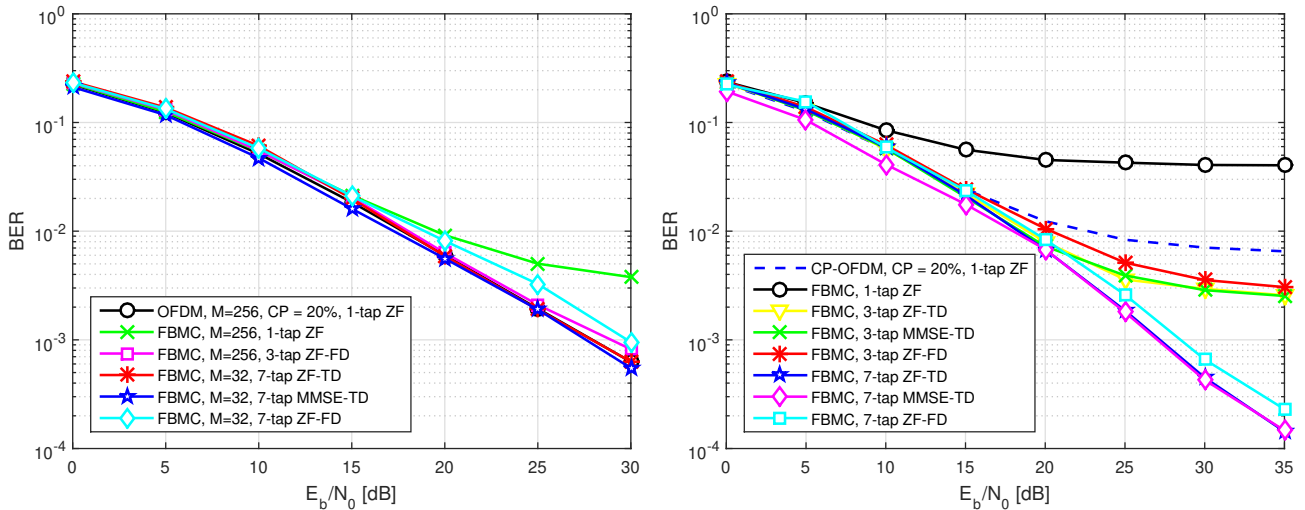 10^0
10^-1
10^-2
10^-3
10^-4
BER
0 5 10 15 20 25 30
E_b/N_0 [dB]
OFDM, M=256, CP = 20%, 1-tap ZF
FBMC, M=256, 1-tap ZF
FBMC, M=256, 3-tap ZF-FD
FBMC, M=32, 7-tap ZF-TD
FBMC, M=32, 7-tap MMSE-TD
FBMC, M=32, 7-tap ZF-FD
10^0
10^-1
10^-2
10^-3
10^-4
BER
0 5 10 15 20 25 30 35
E_b/N_0 [dB]
CP-OFDM, CP = 20%, 1-tap ZF
FBMC, 1-tap ZF
FBMC, 3-tap ZF-TD
FBMC, 3-tap MMSE-TD
FBMC, 3-tap ZF-FD
FBMC, 7-tap ZF-TD
FBMC, 7-tap MMSE-TD
FBMC, 7-tap ZF-FD